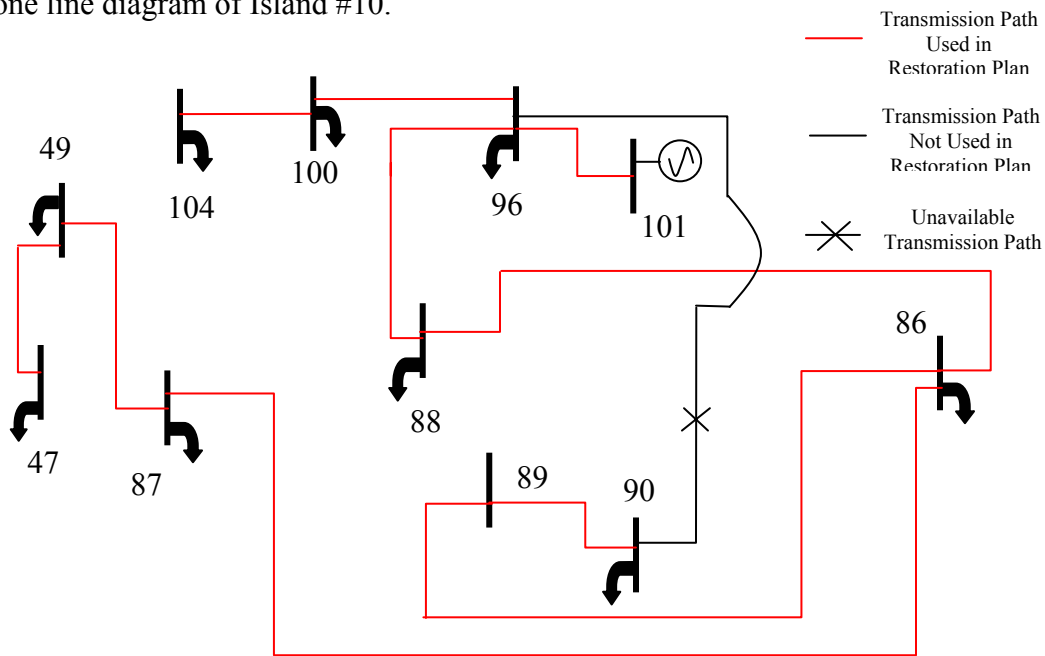 one line diagram of Island #10.
Transmission Path
Used in
Restoration Plan
Transmission Path
Not Used in
Restoration Plan
Unavailable
Transmission Path
49
104
100
96
101
86
88
47
87
89
90